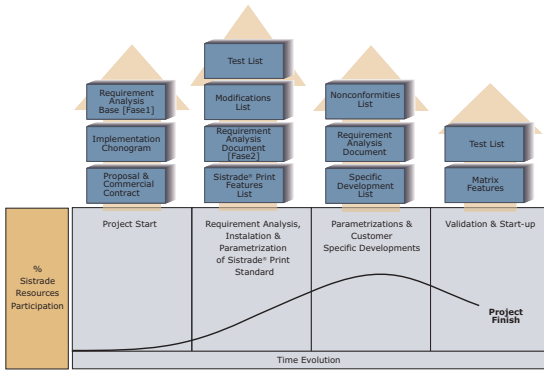 Requirement
Analysis
Base [Fase1]
Implementation
Chonogram
Proposal &
Commercial
Contract
Test List
Modifications
List
Requirement
Analysis
Document
[Fase2]
Sistrade® Print
Features
List
Nonconformities
List
Requirement
Analysis
Document
Specific
Development
List
Test List
Matrix
Features
%
Sistrade
Resources
Participation
Project Start
Requirement Analysis,
Instalation &
Parametrization
of Sistrade® Print
Standard
Parametrizations &
Customer
Specific Developments
Validation & Start-up
Project
Finish
Time Evolution